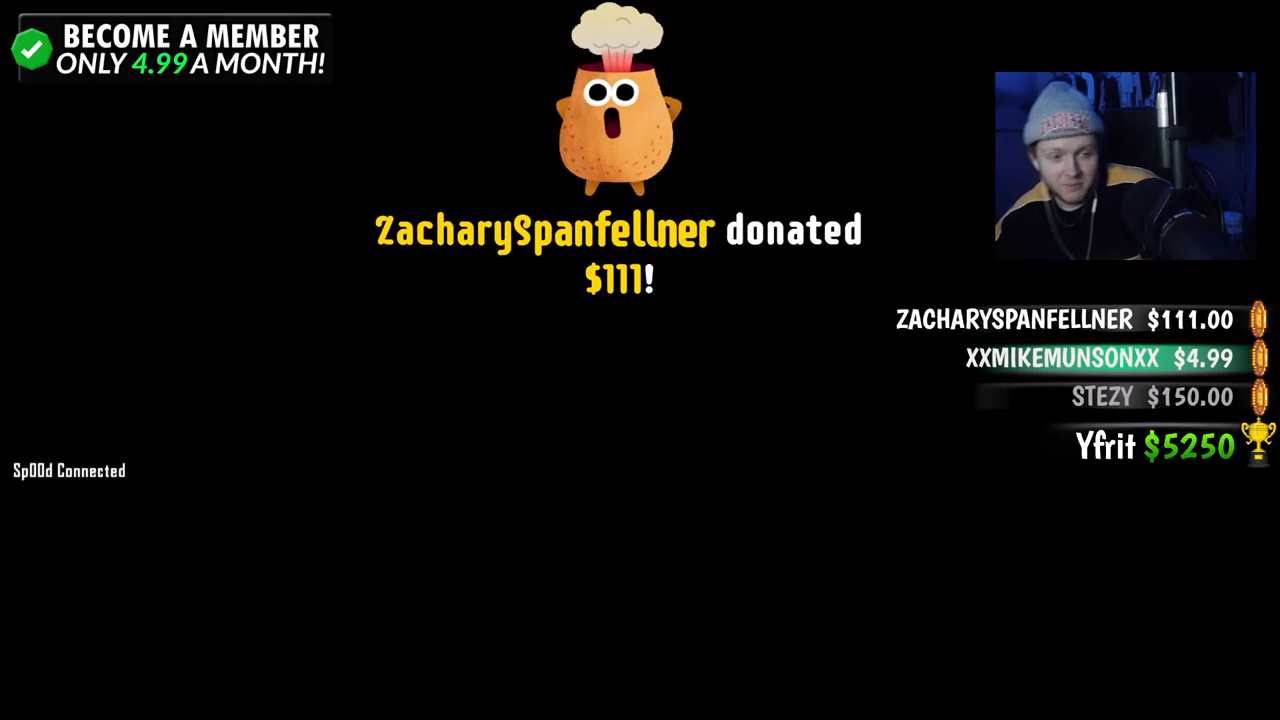 BECOME A MEMBER
ONLY 4.99 A MONTH!
ZacharySpanfellner donated
$111!
ZACHARYSPANFELLNER $111.00
XXMIKEMUNSONXX $4.99
STEZY $150.00
Yfrit $5250
Sp00d Connected